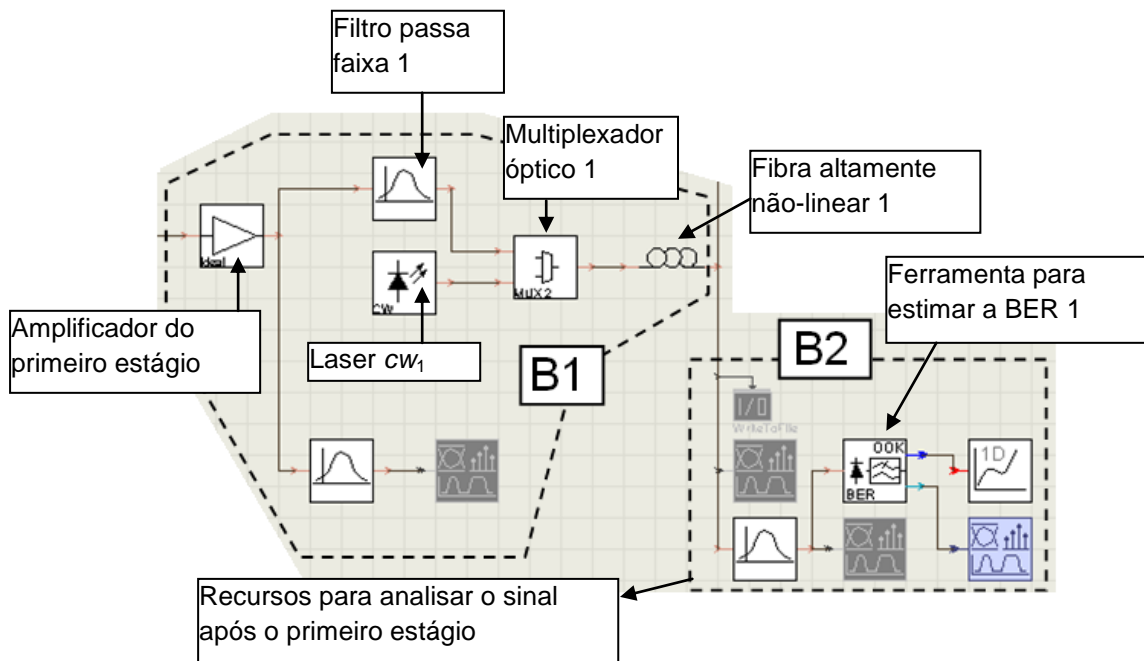 Filtro passa
faixa 1
Multiplexador
óptico 1
Fibra altamente
não-linear 1
Ideal
CW
MUX 2
Ferramenta para
estimar a BER 1
Amplificador do
primeiro estágio
Laser cw₁
B1
B2
I/O
WriteToFile
OOK
BER
1D
Recursos para analisar o sinal
após o primeiro estágio